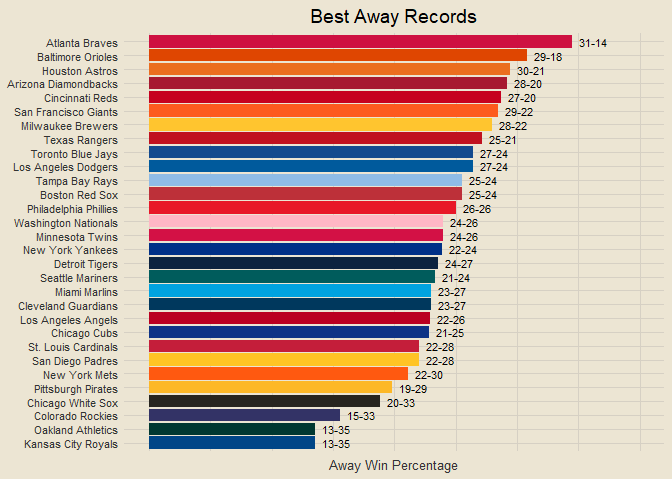 Best Away Records
Atlanta Braves 31-14
Baltimore Orioles 29-18
Houston Astros 30-21
Arizona Diamondbacks 28-20
Cincinnati Reds 27-20
San Francisco Giants 29-22
Milwaukee Brewers 28-22
Texas Rangers 25-21
Toronto Blue Jays 27-24
Los Angeles Dodgers 27-24
Tampa Bay Rays 25-24
Boston Red Sox 25-24
Philadelphia Phillies 26-26
Washington Nationals 24-26
Minnesota Twins 24-26
New York Yankees 22-24
Detroit Tigers 24-27
Seattle Mariners 21-24
Miami Marlins 23-27
Cleveland Guardians 23-27
Los Angeles Angels 22-26
Chicago Cubs 21-25
St. Louis Cardinals 22-28
San Diego Padres 22-28
New York Mets 22-30
Pittsburgh Pirates 19-29
Chicago White Sox 20-33
Colorado Rockies 15-33
Oakland Athletics 13-35
Kansas City Royals 13-35
Away Win Percentage